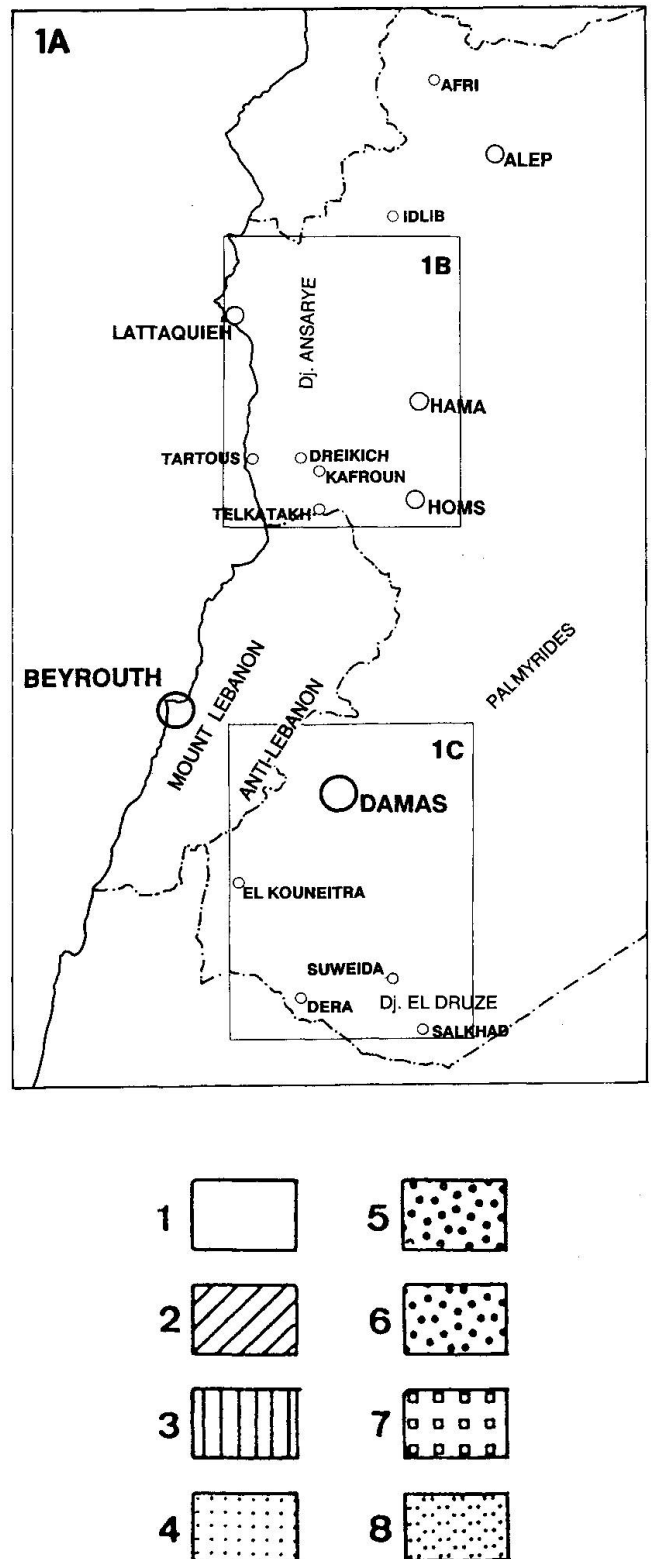 1A
AFRI
ALEP
IDLIB
1B
Dj. ANSARYE
LATTAQUIEH
HAMA
TARTOUS
DREIKICH
KAFROUN
TELKATAKH
HOMS
PALMYRIDES
BEYROUTH
MOUNT LEBANON
ANTI-LEBANON
1C
DAMAS
EL KOUNEITRA
SUWEIDA
Dj. EL DRUZE
DERA
SALKHAD
1 5
2 6
3 7
4 8